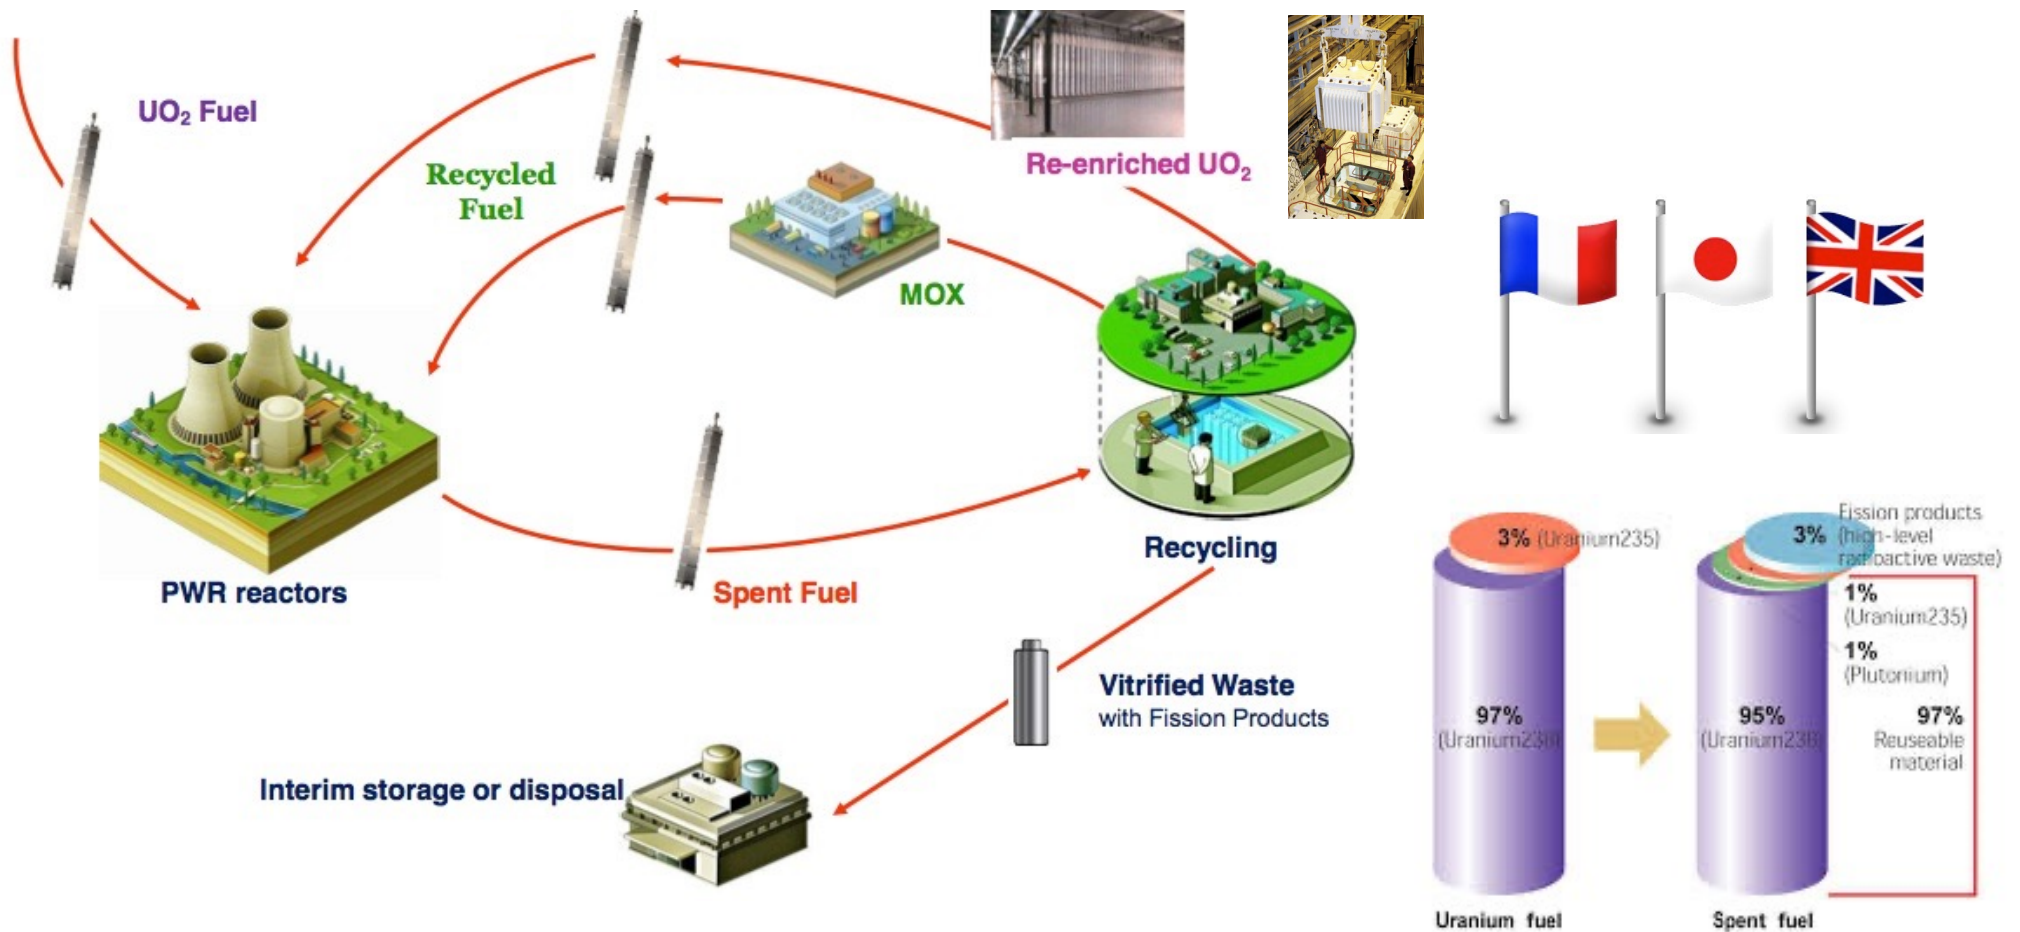 UO₂ Fuel
Recycled
Fuel
Re-enriched UO₂
MOX
PWR reactors
Spent Fuel
Recycling
Vitrified Waste
with Fission Products
Interim storage or disposal
3% (Uranium235)
97%
(Uranium238)
Uranium fuel
3%
Fission products
(high-level
radioactive waste)
1%
(Uranium235)
1%
(Plutonium)
95%
(Uranium238)
97%
Reuseable
material
Spent fuel